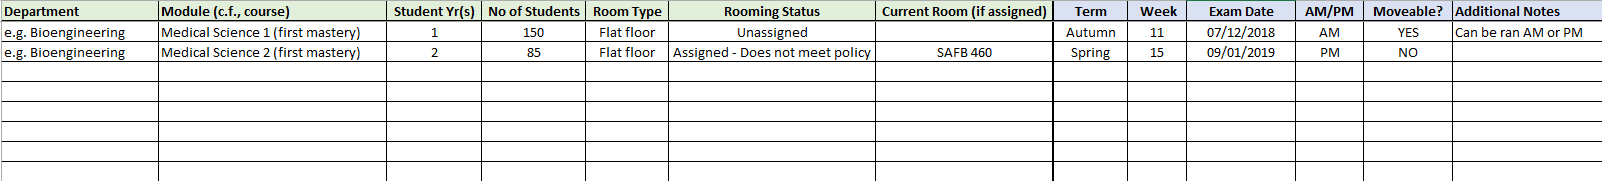 Department Module (c.f., course) Student Yr(s) No of Students Room Type Rooming Status Current Room (if assigned) Term Week Exam Date AM/PM Moveable? Additional Notes
e.g. Bioengineering Medical Science 1 (first mastery) 1 150 Flat floor Unassigned Autumn 11 07/12/2018 AM YES Can be ran AM or PM
e.g. Bioengineering Medical Science 2 (first mastery) 2 85 Flat floor Assigned - Does not meet policy SAFB 460 Spring 15 09/01/2019 PM NO